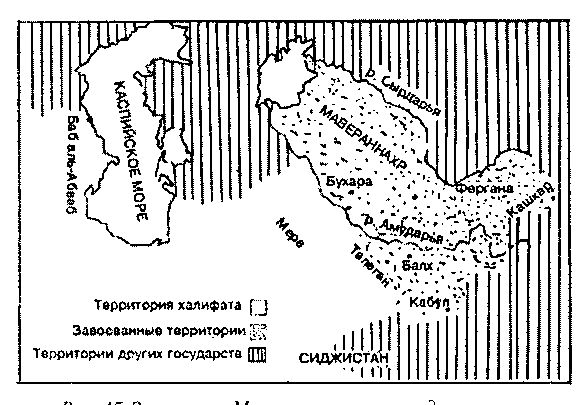 КАСПИЙСКОЕ МОРЕ
Баб аль-Абваб
р. Сырдарья
МАВЕРАННАХР
Бухара
Фергана
Кашкар
р. Амударья
Мерв
Талекан
Балх
Кабул
СИДЖИСТАН
Территория халифата
Завоеванные территории
Территории других государств